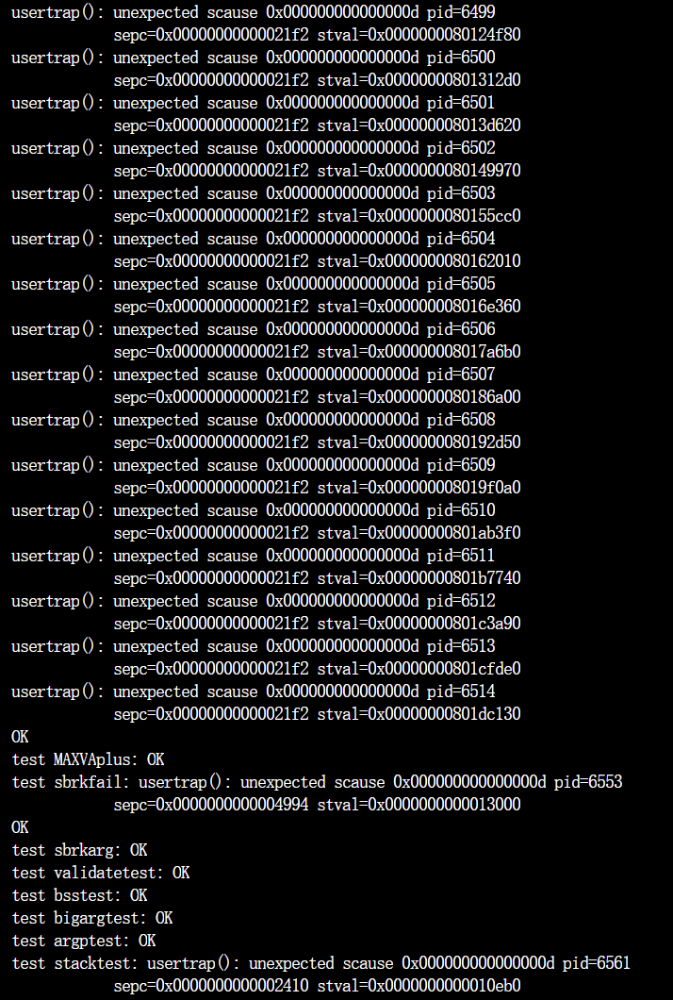 usertrap(): unexpected scause 0x000000000000000d pid=6499
sepc=0x00000000000021f2 stval=0x0000000080124f80
usertrap(): unexpected scause 0x000000000000000d pid=6500
sepc=0x00000000000021f2 stval=0x00000000801312d0
usertrap(): unexpected scause 0x000000000000000d pid=6501
sepc=0x00000000000021f2 stval=0x000000008013d620
usertrap(): unexpected scause 0x000000000000000d pid=6502
sepc=0x00000000000021f2 stval=0x0000000080149970
usertrap(): unexpected scause 0x000000000000000d pid=6503
sepc=0x00000000000021f2 stval=0x0000000080155cc0
usertrap(): unexpected scause 0x000000000000000d pid=6504
sepc=0x00000000000021f2 stval=0x0000000080162010
usertrap(): unexpected scause 0x000000000000000d pid=6505
sepc=0x00000000000021f2 stval=0x000000008016e360
usertrap(): unexpected scause 0x000000000000000d pid=6506
sepc=0x00000000000021f2 stval=0x000000008017a6b0
usertrap(): unexpected scause 0x000000000000000d pid=6507
sepc=0x00000000000021f2 stval=0x0000000080186a00
usertrap(): unexpected scause 0x000000000000000d pid=6508
sepc=0x00000000000021f2 stval=0x0000000080192d50
usertrap(): unexpected scause 0x000000000000000d pid=6509
sepc=0x00000000000021f2 stval=0x000000008019f0a0
usertrap(): unexpected scause 0x000000000000000d pid=6510
sepc=0x00000000000021f2 stval=0x00000000801ab3f0
usertrap(): unexpected scause 0x000000000000000d pid=6511
sepc=0x00000000000021f2 stval=0x00000000801b7740
usertrap(): unexpected scause 0x000000000000000d pid=6512
sepc=0x00000000000021f2 stval=0x00000000801c3a90
usertrap(): unexpected scause 0x000000000000000d pid=6513
sepc=0x00000000000021f2 stval=0x00000000801cfde0
usertrap(): unexpected scause 0x000000000000000d pid=6514
sepc=0x00000000000021f2 stval=0x00000000801dc130
OK
test MAXVAplus: OK
test sbrkfail: usertrap(): unexpected scause 0x000000000000000d pid=6553
sepc=0x0000000000004994 stval=0x0000000000013000
OK
test sbrkarg: OK
test validatetest: OK
test bsstest: OK
test bigargtest: OK
test argptest: OK
test stacktest: usertrap(): unexpected scause 0x000000000000000d pid=6561
sepc=0x0000000000002410 stval=0x0000000000010eb0